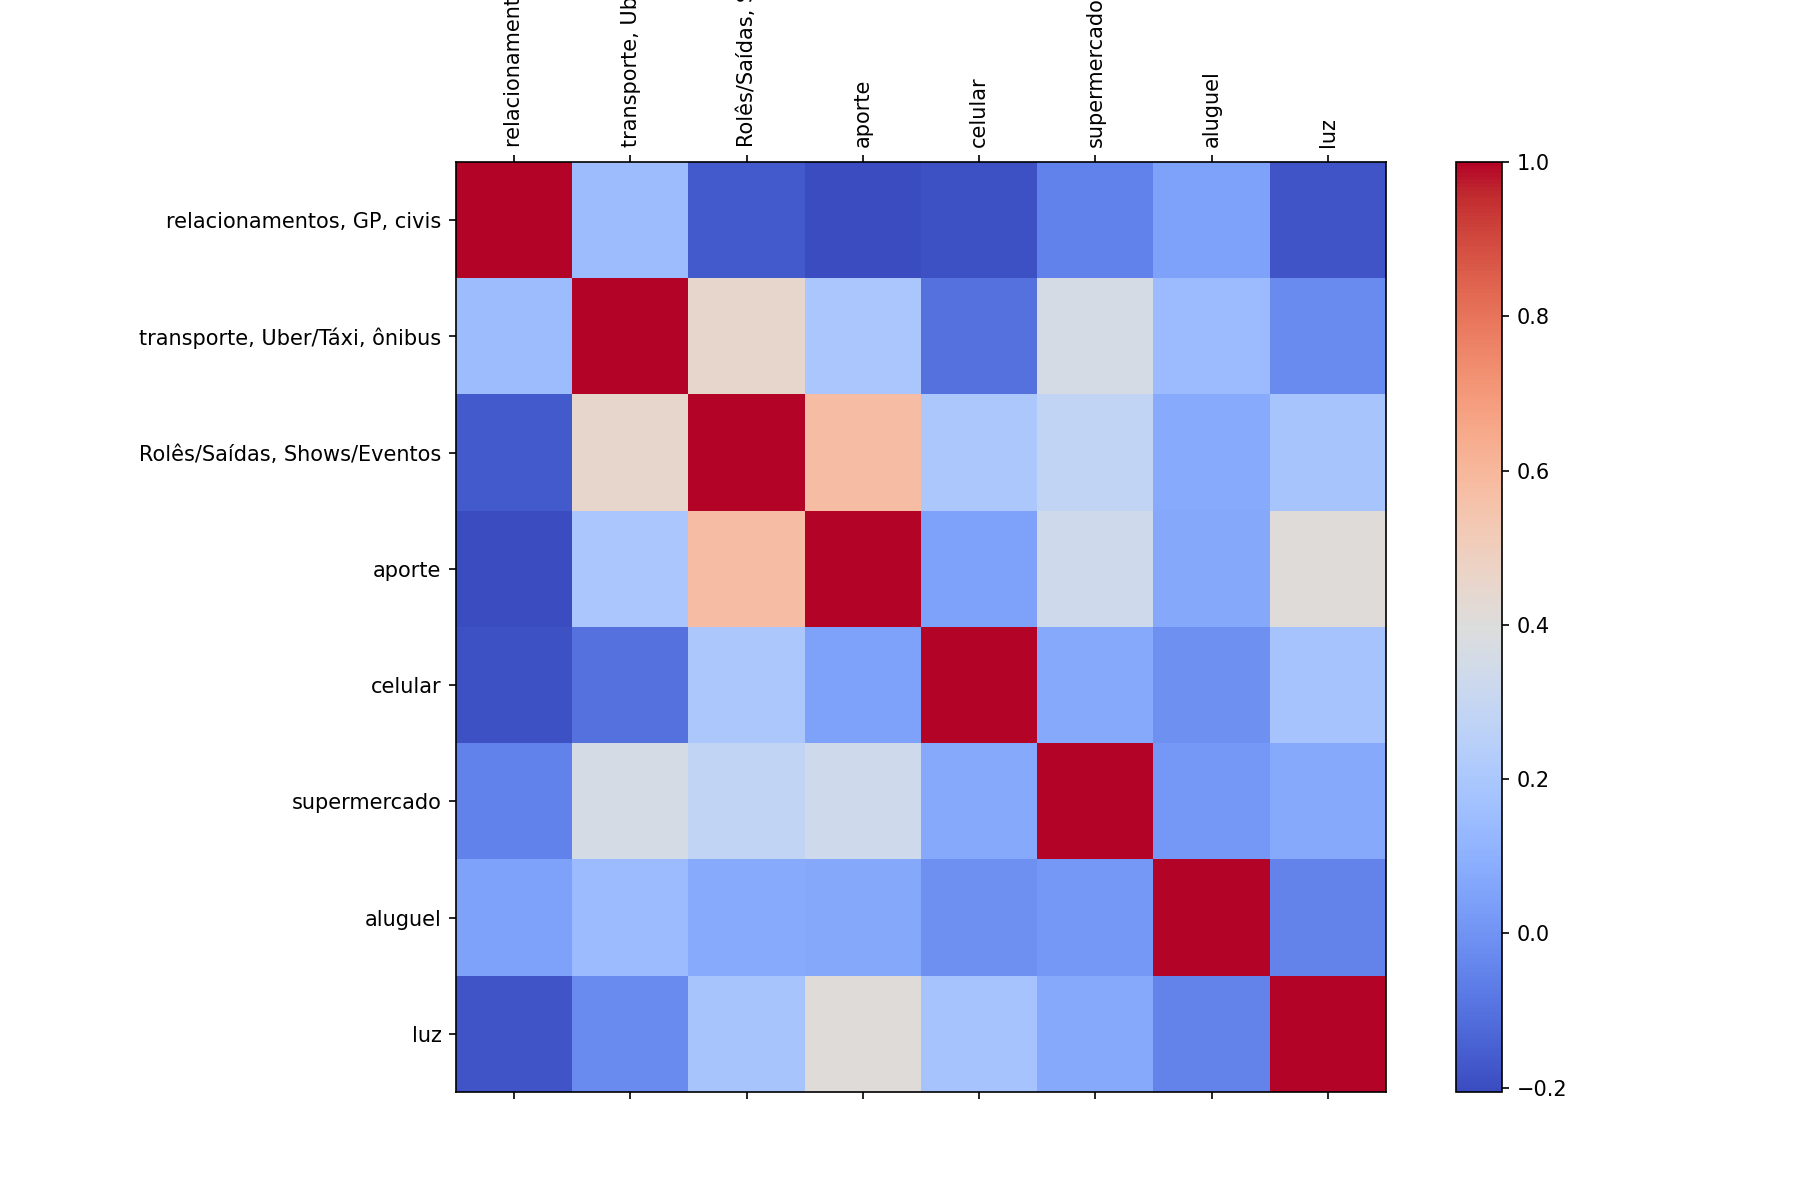 relacionament
transporte, Ub
Rolês/Saídas,
aporte
celular
supermercado
aluguel
luz
relacionamentos, GP, civis
transporte, Uber/Táxi, ônibus
Rolês/Saídas, Shows/Eventos
aporte
celular
supermercado
aluguel
luz
1.0
0.8
0.6
0.4
0.2
0.0
−0.2